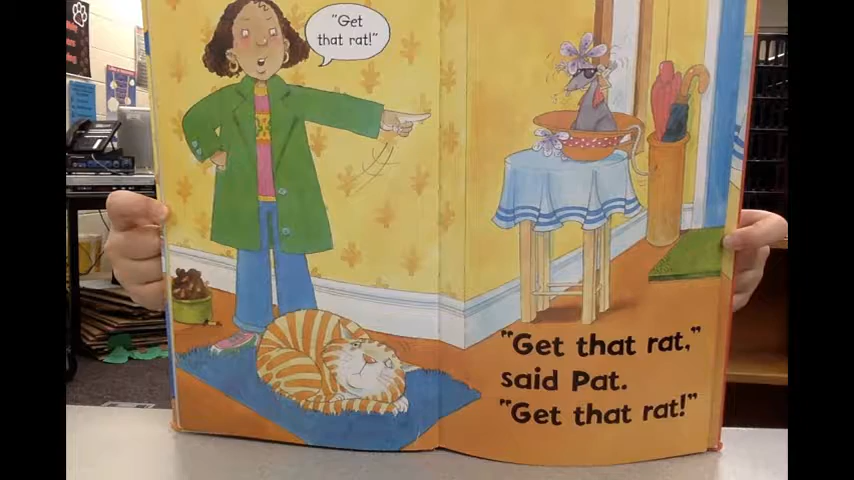 "Get
that rat!"
"Get that rat,"
said Pat.
"Get that rat!"